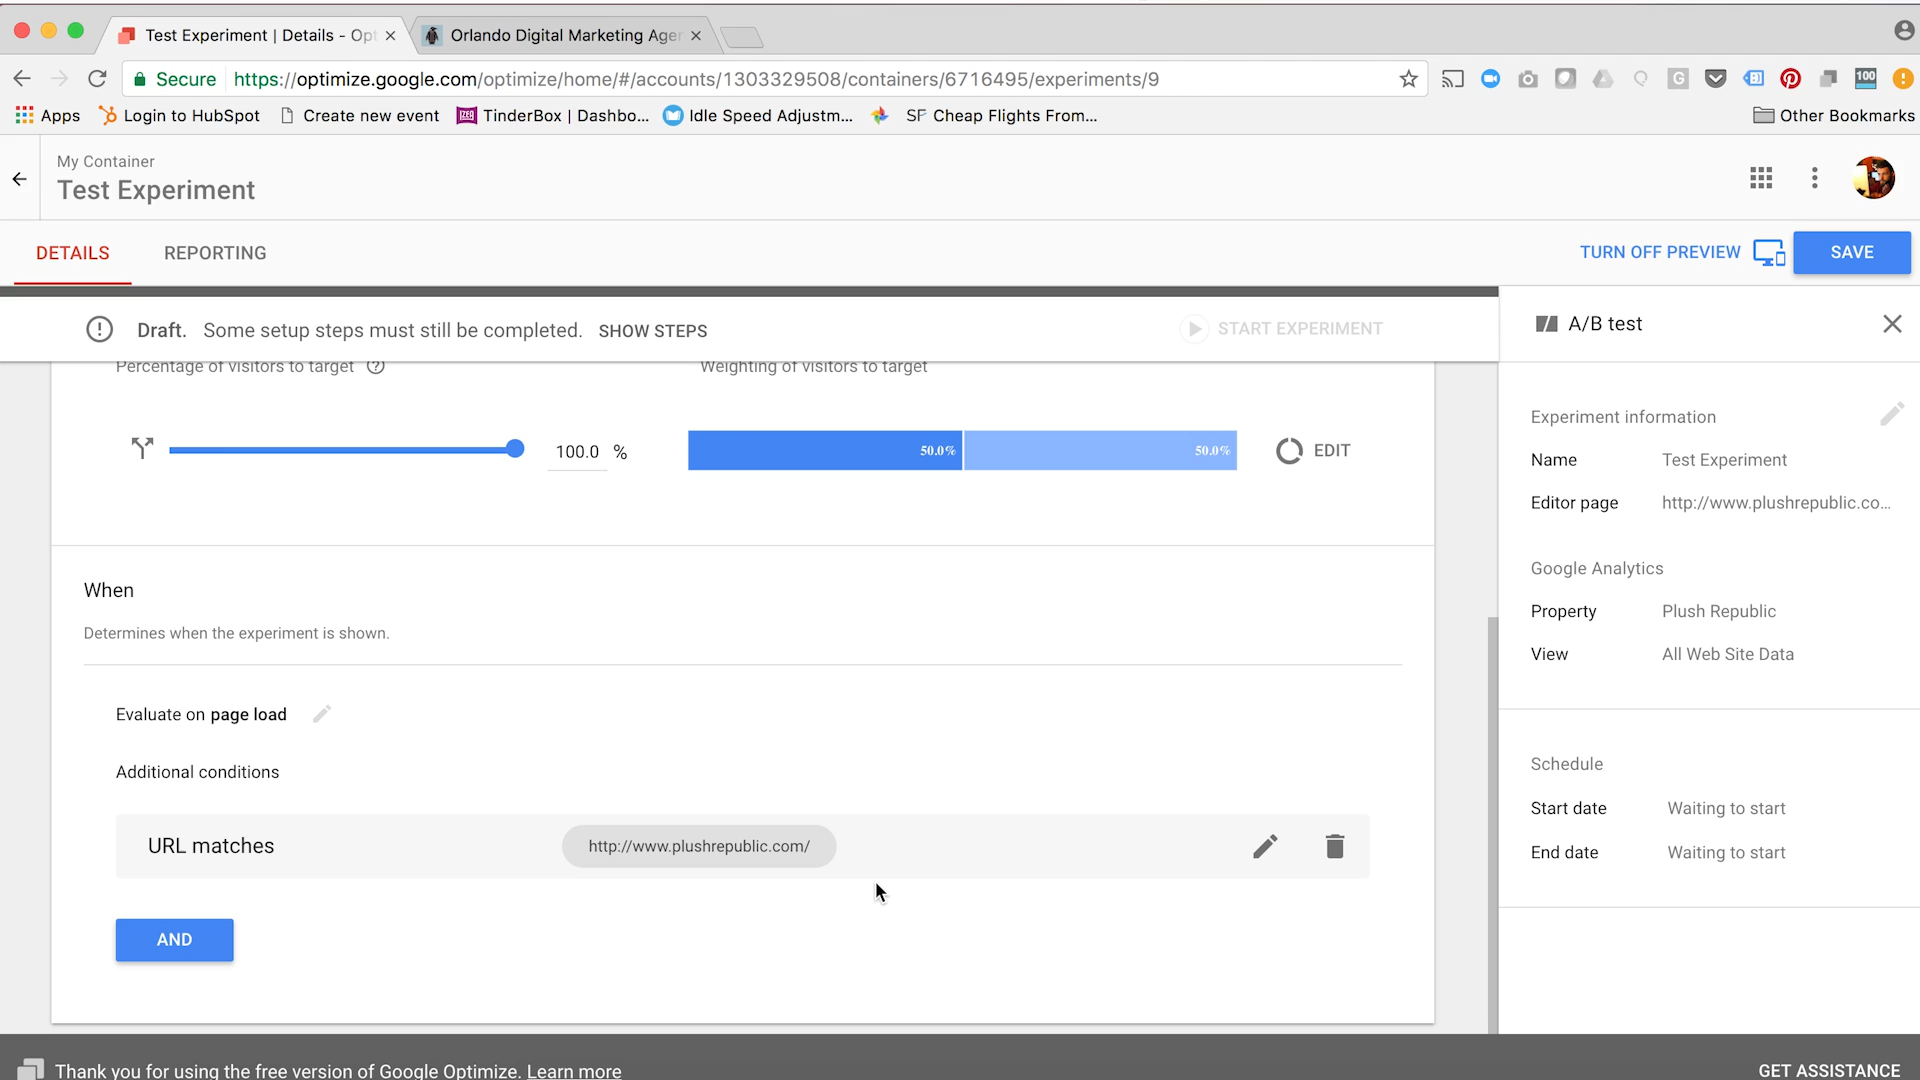 Test Experiment | Details - Opt
Orlando Digital Marketing Agen
Secure
https://optimize.google.com/optimize/home/#/accounts/1303329508/containers/6716495/experiments/9
100
Apps
Login to HubSpot
Create new event
TinderBox | Dashbo...
Idle Speed Adjustm...
SF Cheap Flights From...
Other Bookmarks
My Container
Test Experiment
DETAILS
REPORTING
TURN OFF PREVIEW
SAVE
Draft. Some setup steps must still be completed. SHOW STEPS
START EXPERIMENT
A/B test
Percentage of visitors to target
Weighting of visitors to target
100.0 %
50.0%
50.0%
EDIT
When
Determines when the experiment is shown.
Evaluate on page load
Additional conditions
URL matches
http://www.plushrepublic.com/
AND
Experiment information
Name Test Experiment
Editor page http://www.plushrepublic.co...
Google Analytics
Property Plush Republic
View All Web Site Data
Schedule
Start date Waiting to start
End date Waiting to start
Thank you for using the free version of Google Optimize. Learn more
GET ASSISTANCE